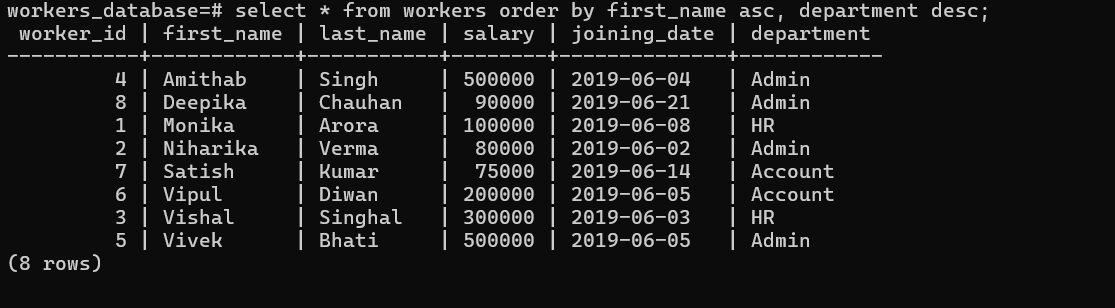 workers_database=# select * from workers order by first_name asc, department desc;
 worker_id | first_name | last_name | salary | joining_date | department
-----------+------------+-----------+--------+--------------+------------
         4 | Amithab    | Singh     | 500000 | 2019-06-04   | Admin
         8 | Deepika    | Chauhan   |  90000 | 2019-06-21   | Admin
         1 | Monika     | Arora     | 100000 | 2019-06-08   | HR
         2 | Niharika   | Verma     |  80000 | 2019-06-02   | Admin
         7 | Satish     | Kumar     |  75000 | 2019-06-14   | Account
         6 | Vipul      | Diwan     | 200000 | 2019-06-05   | Account
         3 | Vishal     | Singhal   | 300000 | 2019-06-03   | HR
         5 | Vivek      | Bhati     | 500000 | 2019-06-05   | Admin
(8 rows)